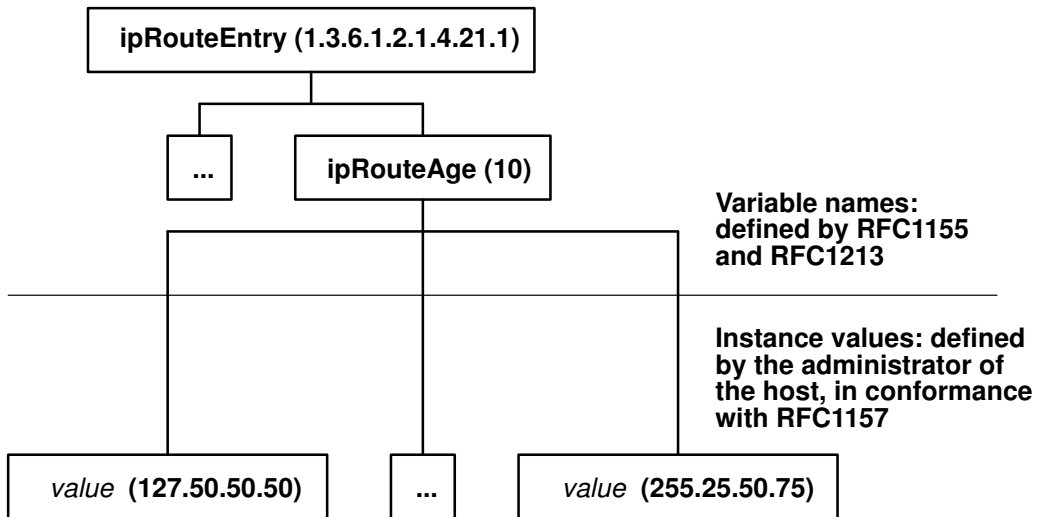 ipRouteEntry (1.3.6.1.2.1.4.21.1)
...
ipRouteAge (10)
Variable names:
defined by RFC1155
and RFC1213
Instance values: defined
by the administrator of
the host, in conformance
with RFC1157
value (127.50.50.50)
...
value (255.25.50.75)